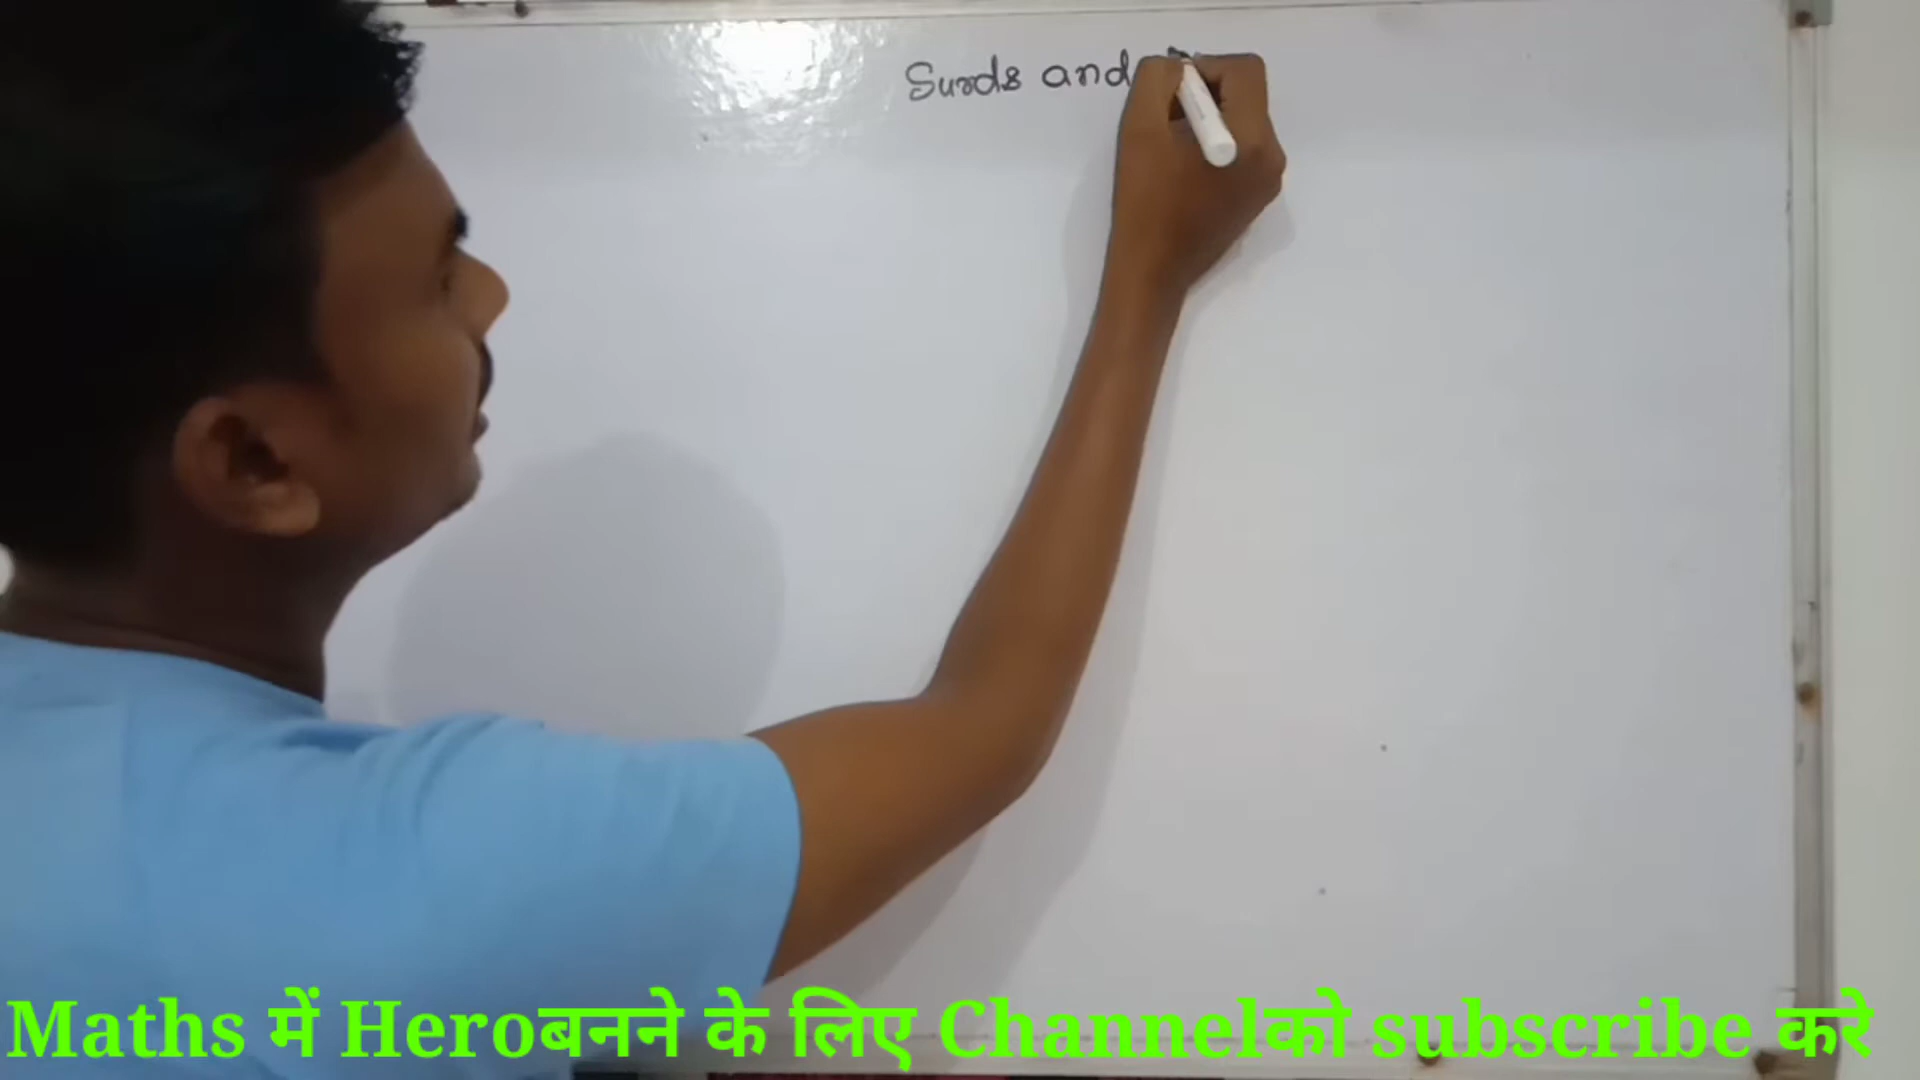 Surds and
Maths में Heroबनने के लिए Channelको subscribe करे